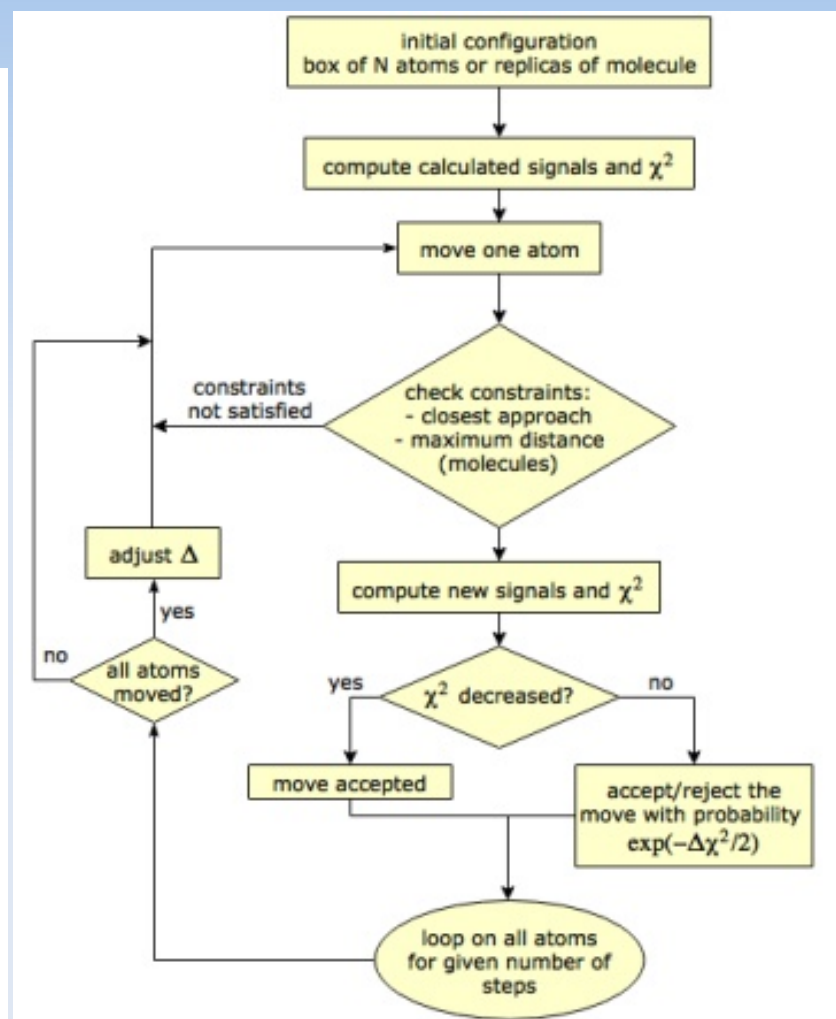 initial configuration
box of N atoms or replicas of molecule
compute calculated signals and χ²
move one atom
constraints
not satisfied
check constraints:
- closest approach
- maximum distance
(molecules)
adjust Δ
compute new signals and χ²
yes
no
all atoms
moved?
yes
χ² decreased?
no
move accepted
accept/reject the
move with probability
exp(−Δχ²/2)
loop on all atoms
for given number of
steps